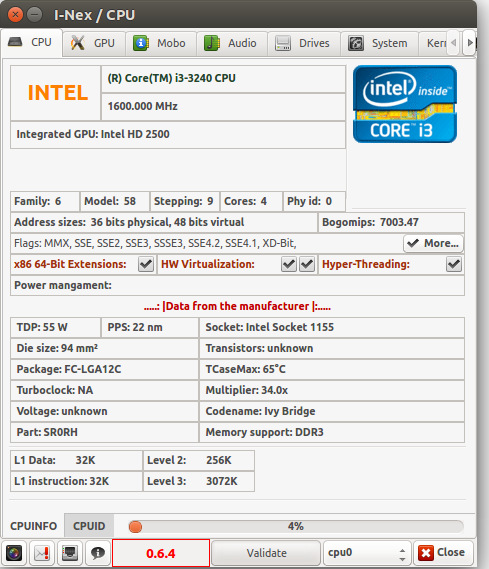 I-Nex / CPU
CPU GPU Mobo Audio Drives System Ker
INTEL
(R) Core(TM) i3-3240 CPU
1600.000 MHz
Integrated GPU: Intel HD 2500
intel inside™
CORE i3
Family: 6 Model: 58 Stepping: 9 Cores: 4 Phy id: 0
Address sizes: 36 bits physical, 48 bits virtual Bogomips: 7003.47
Flags: MMX, SSE, SSE2, SSE3, SSSE3, SSE4.2, SSE4.1, XD-Bit, More...
x86 64-Bit Extensions: HW Virtualization: Hyper-Threading:
Power mangament:
.....: |Data from the manufacturer |:.....
TDP: 55 W PPS: 22 nm Socket: Intel Socket 1155
Die size: 94 mm² Transistors: unknown
Package: FC-LGA12C TCaseMax: 65°C
Turboclock: NA Multiplier: 34.0x
Voltage: unknown Codename: Ivy Bridge
Part: SR0RH Memory support: DDR3
L1 Data: 32K Level 2: 256K
L1 instruction: 32K Level 3: 3072K
CPUINFO CPUID 4%
0.6.4 Validate cpu0 Close